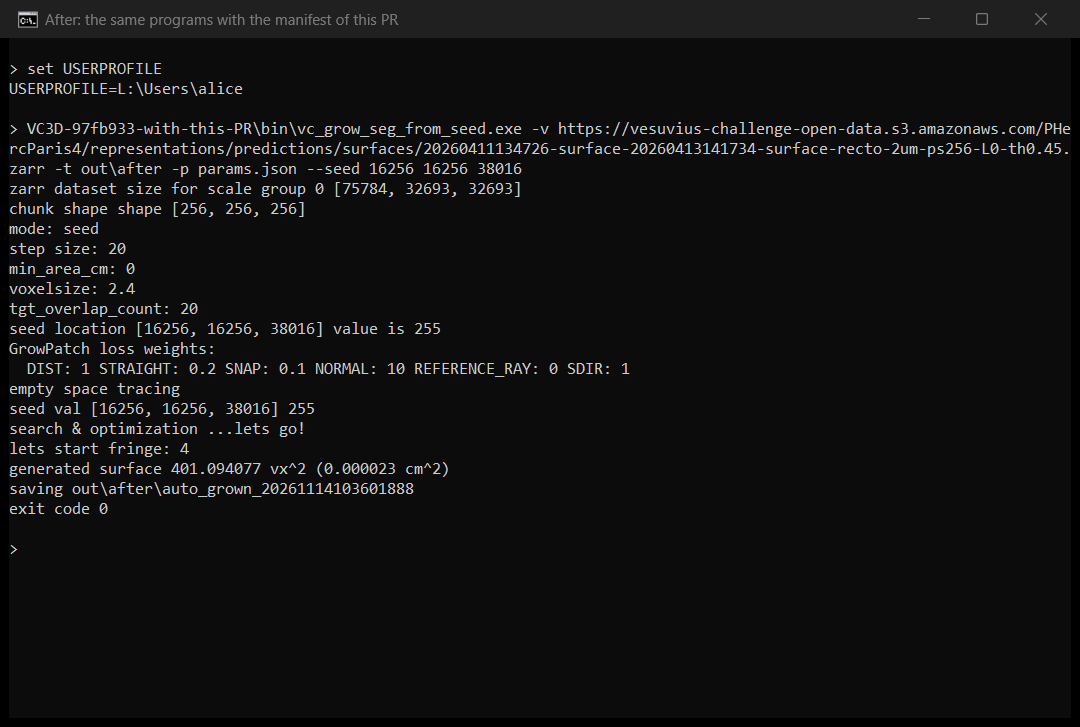 After: the same programs with the manifest of this PR
> set USERPROFILE
USERPROFILE=L:\Users\alice
> VC3D-97fb933-with-this-PR\bin\vc_grow_seg_from_seed.exe -v https://vesuvius-challenge-open-data.s3.amazonaws.com/PHe
rcParis4/representations/predictions/surfaces/20260411134726-surface-20260413141734-surface-recto-2um-ps256-L0-th0.45.
zarr -t out\after -p params.json --seed 16256 16256 38016
zarr dataset size for scale group 0 [75784, 32693, 32693]
chunk shape shape [256, 256, 256]
mode: seed
step size: 20
min_area_cm: 0
voxelsize: 2.4
tgt_overlap_count: 20
seed location [16256, 16256, 38016] value is 255
GrowPatch loss weights:
  DIST: 1 STRAIGHT: 0.2 SNAP: 0.1 NORMAL: 10 REFERENCE_RAY: 0 SDIR: 1
empty space tracing
seed val [16256, 16256, 38016] 255
search & optimization ...lets go!
lets start fringe: 4
generated surface 401.094077 vx^2 (0.000023 cm^2)
saving out\after\auto_grown_20261114103601888
exit code 0
>